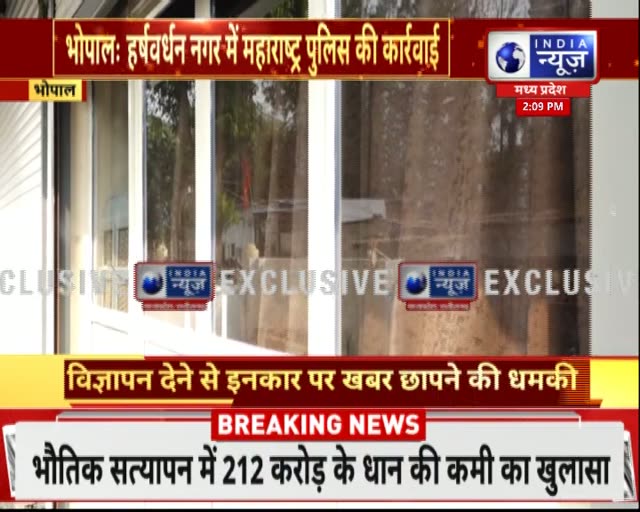 भोपालः हर्षवर्धन नगर में महाराष्ट्र पुलिस की कार्रवाई
INDIA
न्यूज़
मध्य प्रदेश
2:09 PM
भोपाल
CLUSIVE INDIA न्यूज़ EXCLUSIVE INDIA न्यूज़ EXCLUSI
विज्ञापन देने से इनकार पर खबर छापने की धमकी
BREAKING NEWS
भौतिक सत्यापन में 212 करोड़ के धान की कमी का खुलासा